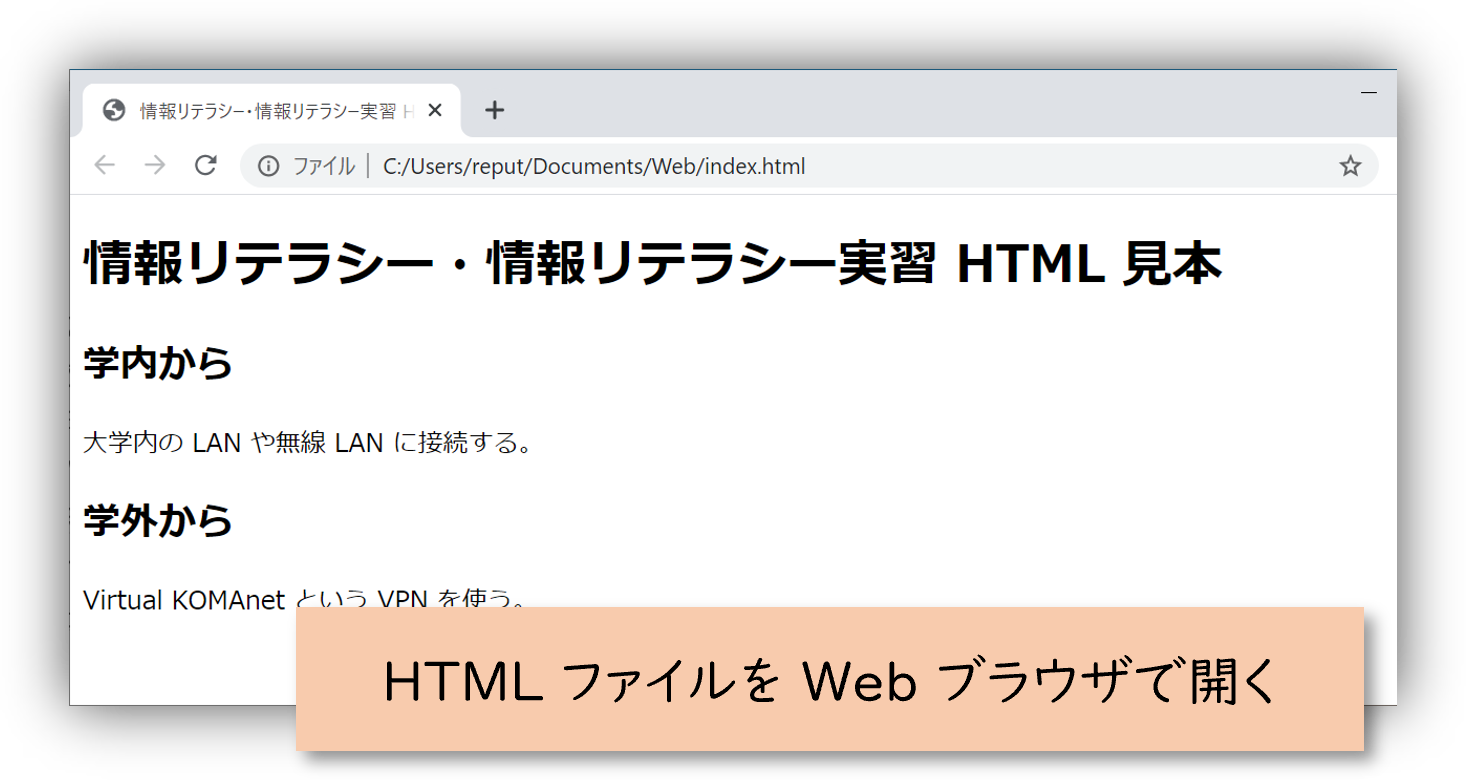 情報リテラシー・情報リテラシー実習 H
ファイル | C:/Users/reput/Documents/Web/index.html
情報リテラシー・情報リテラシー実習 HTML 見本
学内から
大学内の LAN や無線 LAN に接続する。
学外から
Virtual KOMAnet という VPN を使う。
HTML ファイルを Web ブラウザで開く